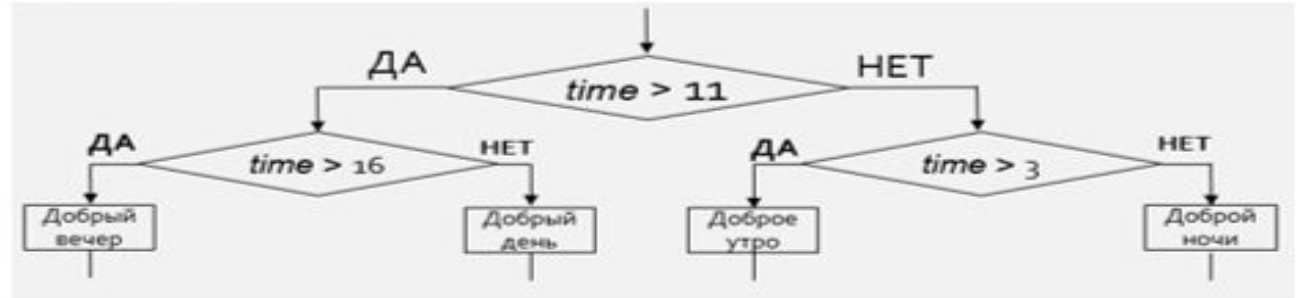 ДА
time > 11
НЕТ
ДА
time > 16
НЕТ
ДА
time > 3
НЕТ
Добрый
вечер
Добрый
день
Доброе
утро
Доброй
ночи